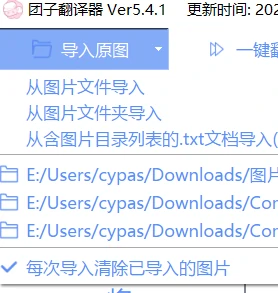 团子翻译器 Ver5.4.1 更新时间: 202
导入原图 一键翻
从图片文件导入
从图片文件夹导入
从含图片目录列表的.txt文档导入(
E:/Users/cypas/Downloads/图片
E:/Users/cypas/Downloads/Con
E:/Users/cypas/Downloads/Con
每次导入清除已导入的图片